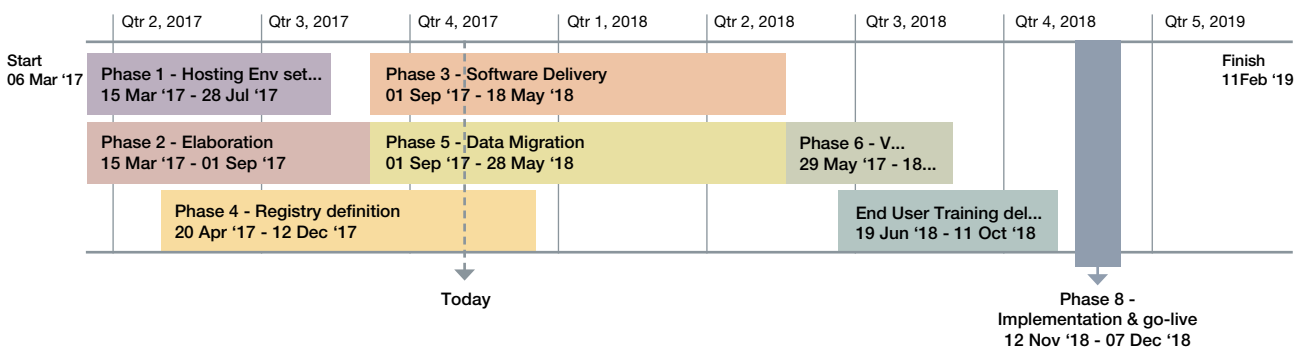 Qtr 2, 2017
Qtr 3, 2017
Qtr 4, 2017
Qtr 1, 2018
Qtr 2, 2018
Qtr 3, 2018
Qtr 4, 2018
Qtr 5, 2019
Start
06 Mar ‘17
Finish
11Feb ‘19
Phase 1 - Hosting Env set...
15 Mar ‘17 - 28 Jul ‘17
Phase 3 - Software Delivery
01 Sep ‘17 - 18 May ‘18
Phase 2 - Elaboration
15 Mar ‘17 - 01 Sep ‘17
Phase 5 - Data Migration
01 Sep ‘17 - 28 May ‘18
Phase 6 - V...
29 May ‘17 - 18...
Phase 4 - Registry definition
20 Apr ‘17 - 12 Dec ‘17
End User Training del...
19 Jun ‘18 - 11 Oct ‘18
Today
Phase 8 -
Implementation & go-live
12 Nov ‘18 - 07 Dec ‘18